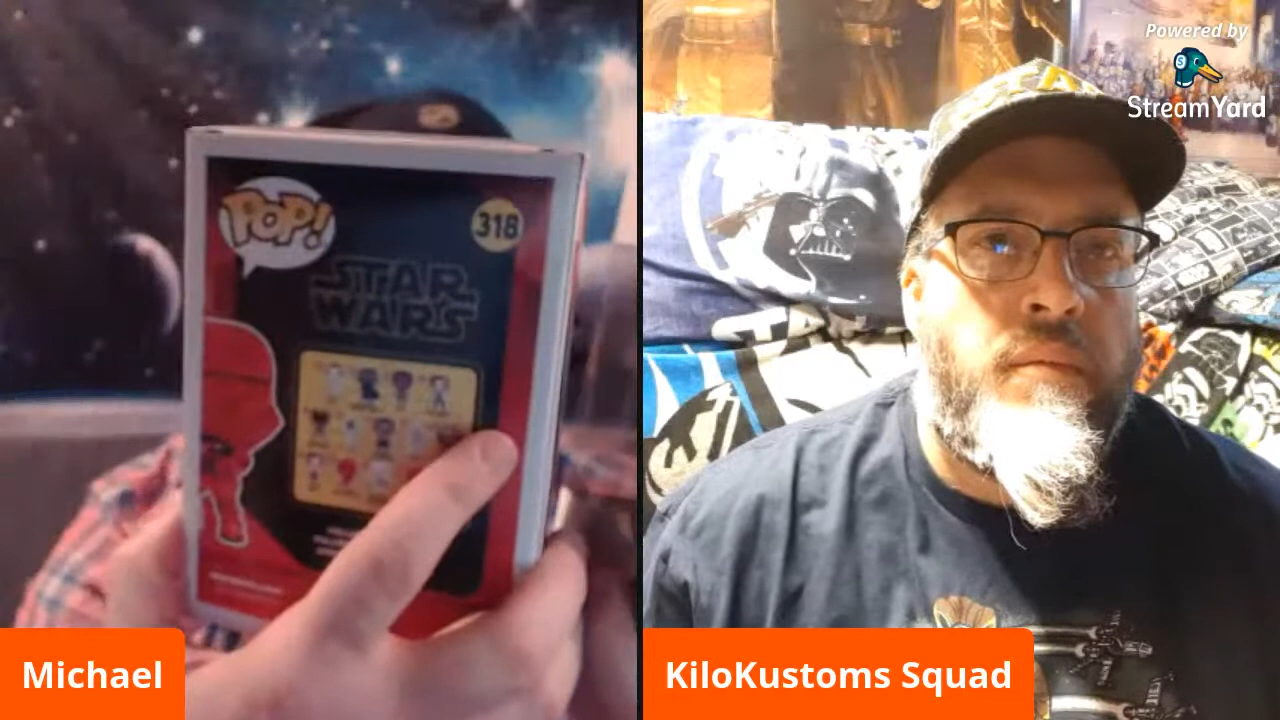 Powered by
StreamYard
POP!
318
STAR
WARS
Michael
KiloKustoms Squad